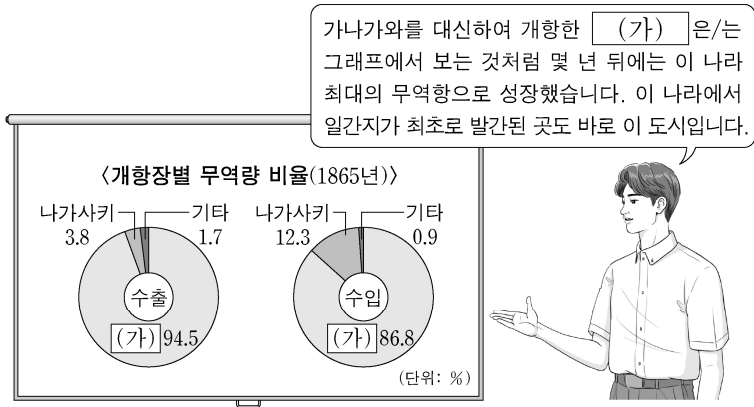 가나가와를 대신하여 개항한 (가) 은/는
그래프에서 보는 것처럼 몇 년 뒤에는 이 나라
최대의 무역항으로 성장했습니다. 이 나라에서
일간지가 최초로 발간된 곳도 바로 이 도시입니다.
〈개항장별 무역량 비율(1865년)〉
나가사키 기타
3.8 1.7
수출
(가) 94.5
나가사키 기타
12.3 0.9
수입
(가) 86.8
(단위: %)